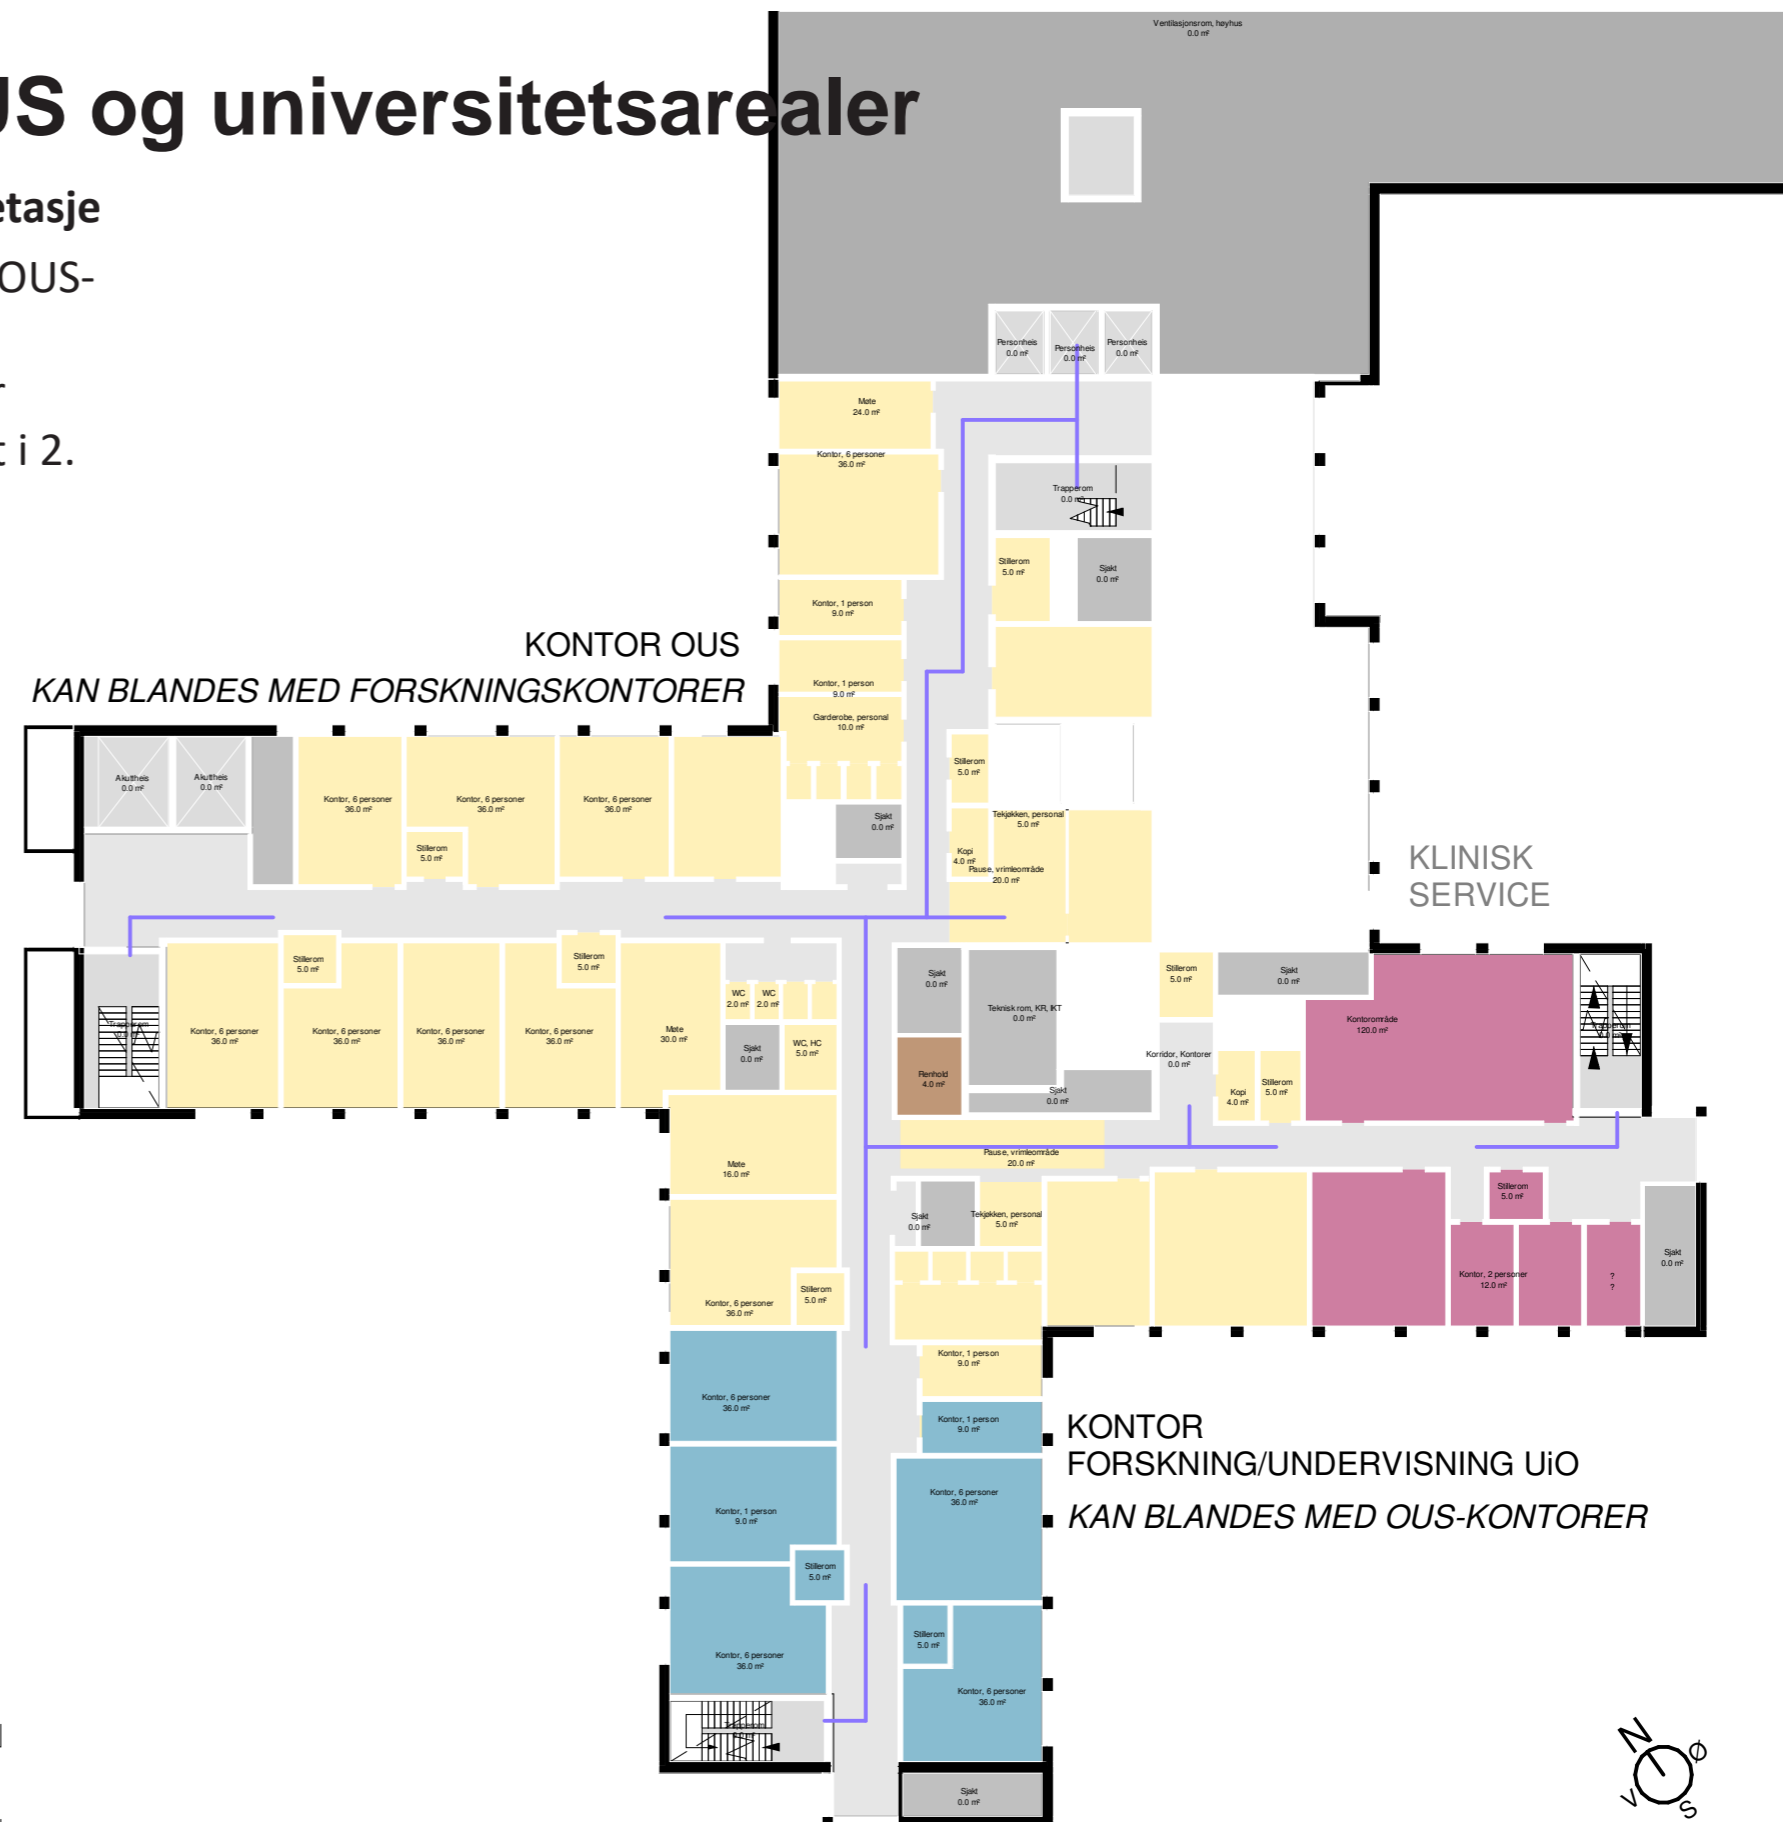 Ventilasjonsrom, høyhus
0.0 m²
US og universitetsarealer
etasje
OUS-
r
t i 2.
Personheis
0.0 m²
Personheis
0.0 m²
Personheis
0.0 m²
Møte
24.0 m²
Kontor, 6 personer
36.0 m²
Trapperom
0.0 m²
Stillerom
5.0 m²
Sjakt
0.0 m²
Kontor, 1 person
9.0 m²
KONTOR OUS
KAN BLANDES MED FORSKNINGSKONTORER
Kontor, 1 person
9.0 m²
Garderobe, personal
10.0 m²
Akuttheis
0.0 m²
Akuttheis
0.0 m²
Kontor, 6 personer
36.0 m²
Kontor, 6 personer
36.0 m²
Kontor, 6 personer
36.0 m²
Stillerom
5.0 m²
Stillerom
5.0 m²
Sjakt
0.0 m²
Tekjøkken, personal
5.0 m²
Kopi
4.0 m²
Pause, vrimleområde
20.0 m²
KLINISK
SERVICE
Stillerom
5.0 m²
Stillerom
5.0 m²
Trapperom
0.0 m²
Kontor, 6 personer
36.0 m²
Kontor, 6 personer
36.0 m²
Kontor, 6 personer
36.0 m²
Kontor, 6 personer
36.0 m²
Møte
30.0 m²
WC
2.0 m²
WC
2.0 m²
Sjakt
0.0 m²
WC, HC
5.0 m²
Sjakt
0.0 m²
Teknisk rom, KR, IKT
0.0 m²
Renhold
4.0 m²
Sjakt
0.0 m²
Stillerom
5.0 m²
Sjakt
0.0 m²
Korridor, Kontorer
0.0 m²
Kopi
4.0 m²
Stillerom
5.0 m²
Kontorområde
120.0 m²
Trapperom
0.0 m²
Møte
16.0 m²
Pause, vrimleområde
20.0 m²
Sjakt
0.0 m²
Tekjøkken, personal
5.0 m²
Stillerom
5.0 m²
Kontor, 2 personer
12.0 m²
?
?
Sjakt
0.0 m²
Kontor, 6 personer
36.0 m²
Stillerom
5.0 m²
Kontor, 1 person
9.0 m²
Kontor, 6 personer
36.0 m²
Kontor, 1 person
9.0 m²
KONTOR
FORSKNING/UNDERVISNING UiO
KAN BLANDES MED OUS-KONTORER
Kontor, 1 person
9.0 m²
Kontor, 6 personer
36.0 m²
Stillerom
5.0 m²
Kontor, 6 personer
36.0 m²
Stillerom
5.0 m²
Kontor, 6 personer
36.0 m²
Trapperom
Sjakt
0.0 m²
N
Ø
V
S